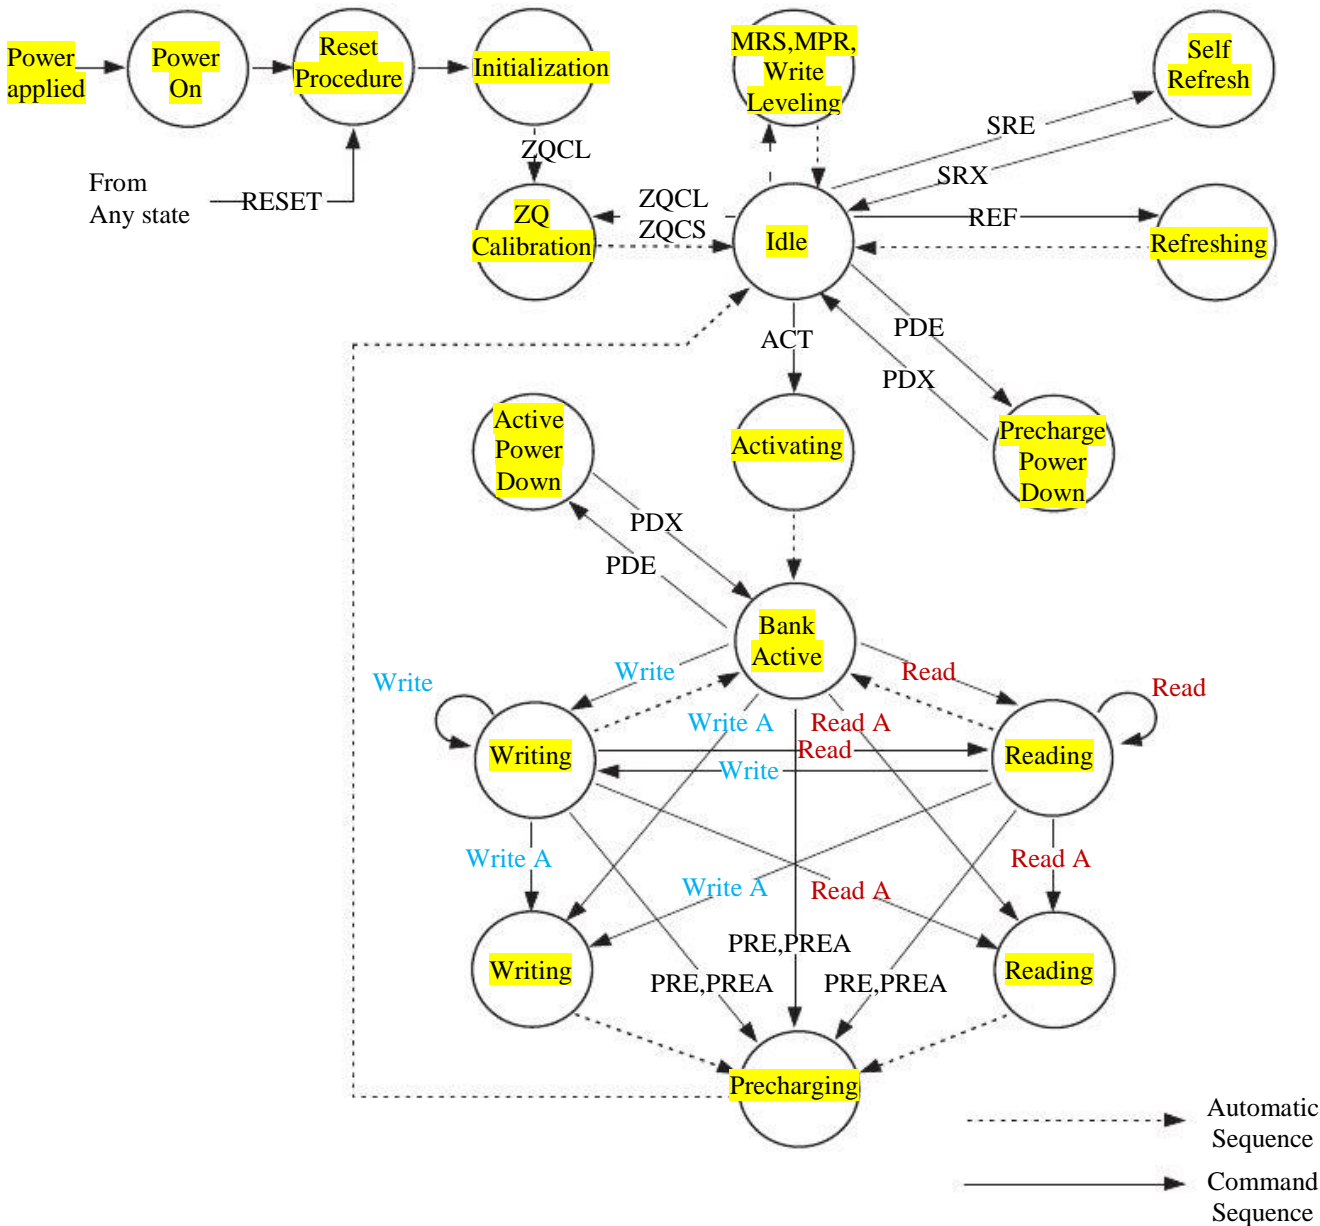 Power
applied
Power
On
Reset
Procedure
Initialization
MRS,MPR,
Write
Leveling
Self
Refresh
From
Any state
RESET
ZQCL
ZQ
Calibration
ZQCL
ZQCS
Idle
SRE
SRX
REF
Refreshing
ACT
PDE
PDX
Active
Power
Down
Activating
Precharge
Power
Down
PDX
PDE
Bank
Active
Write
Write
Read
Read
Write A
Read A
Writing
Read
Write
Reading
Write A
Write A
Read A
Read A
Writing
PRE,PREA
PRE,PREA
PRE,PREA
Reading
Precharging
Automatic
Sequence
Command
Sequence